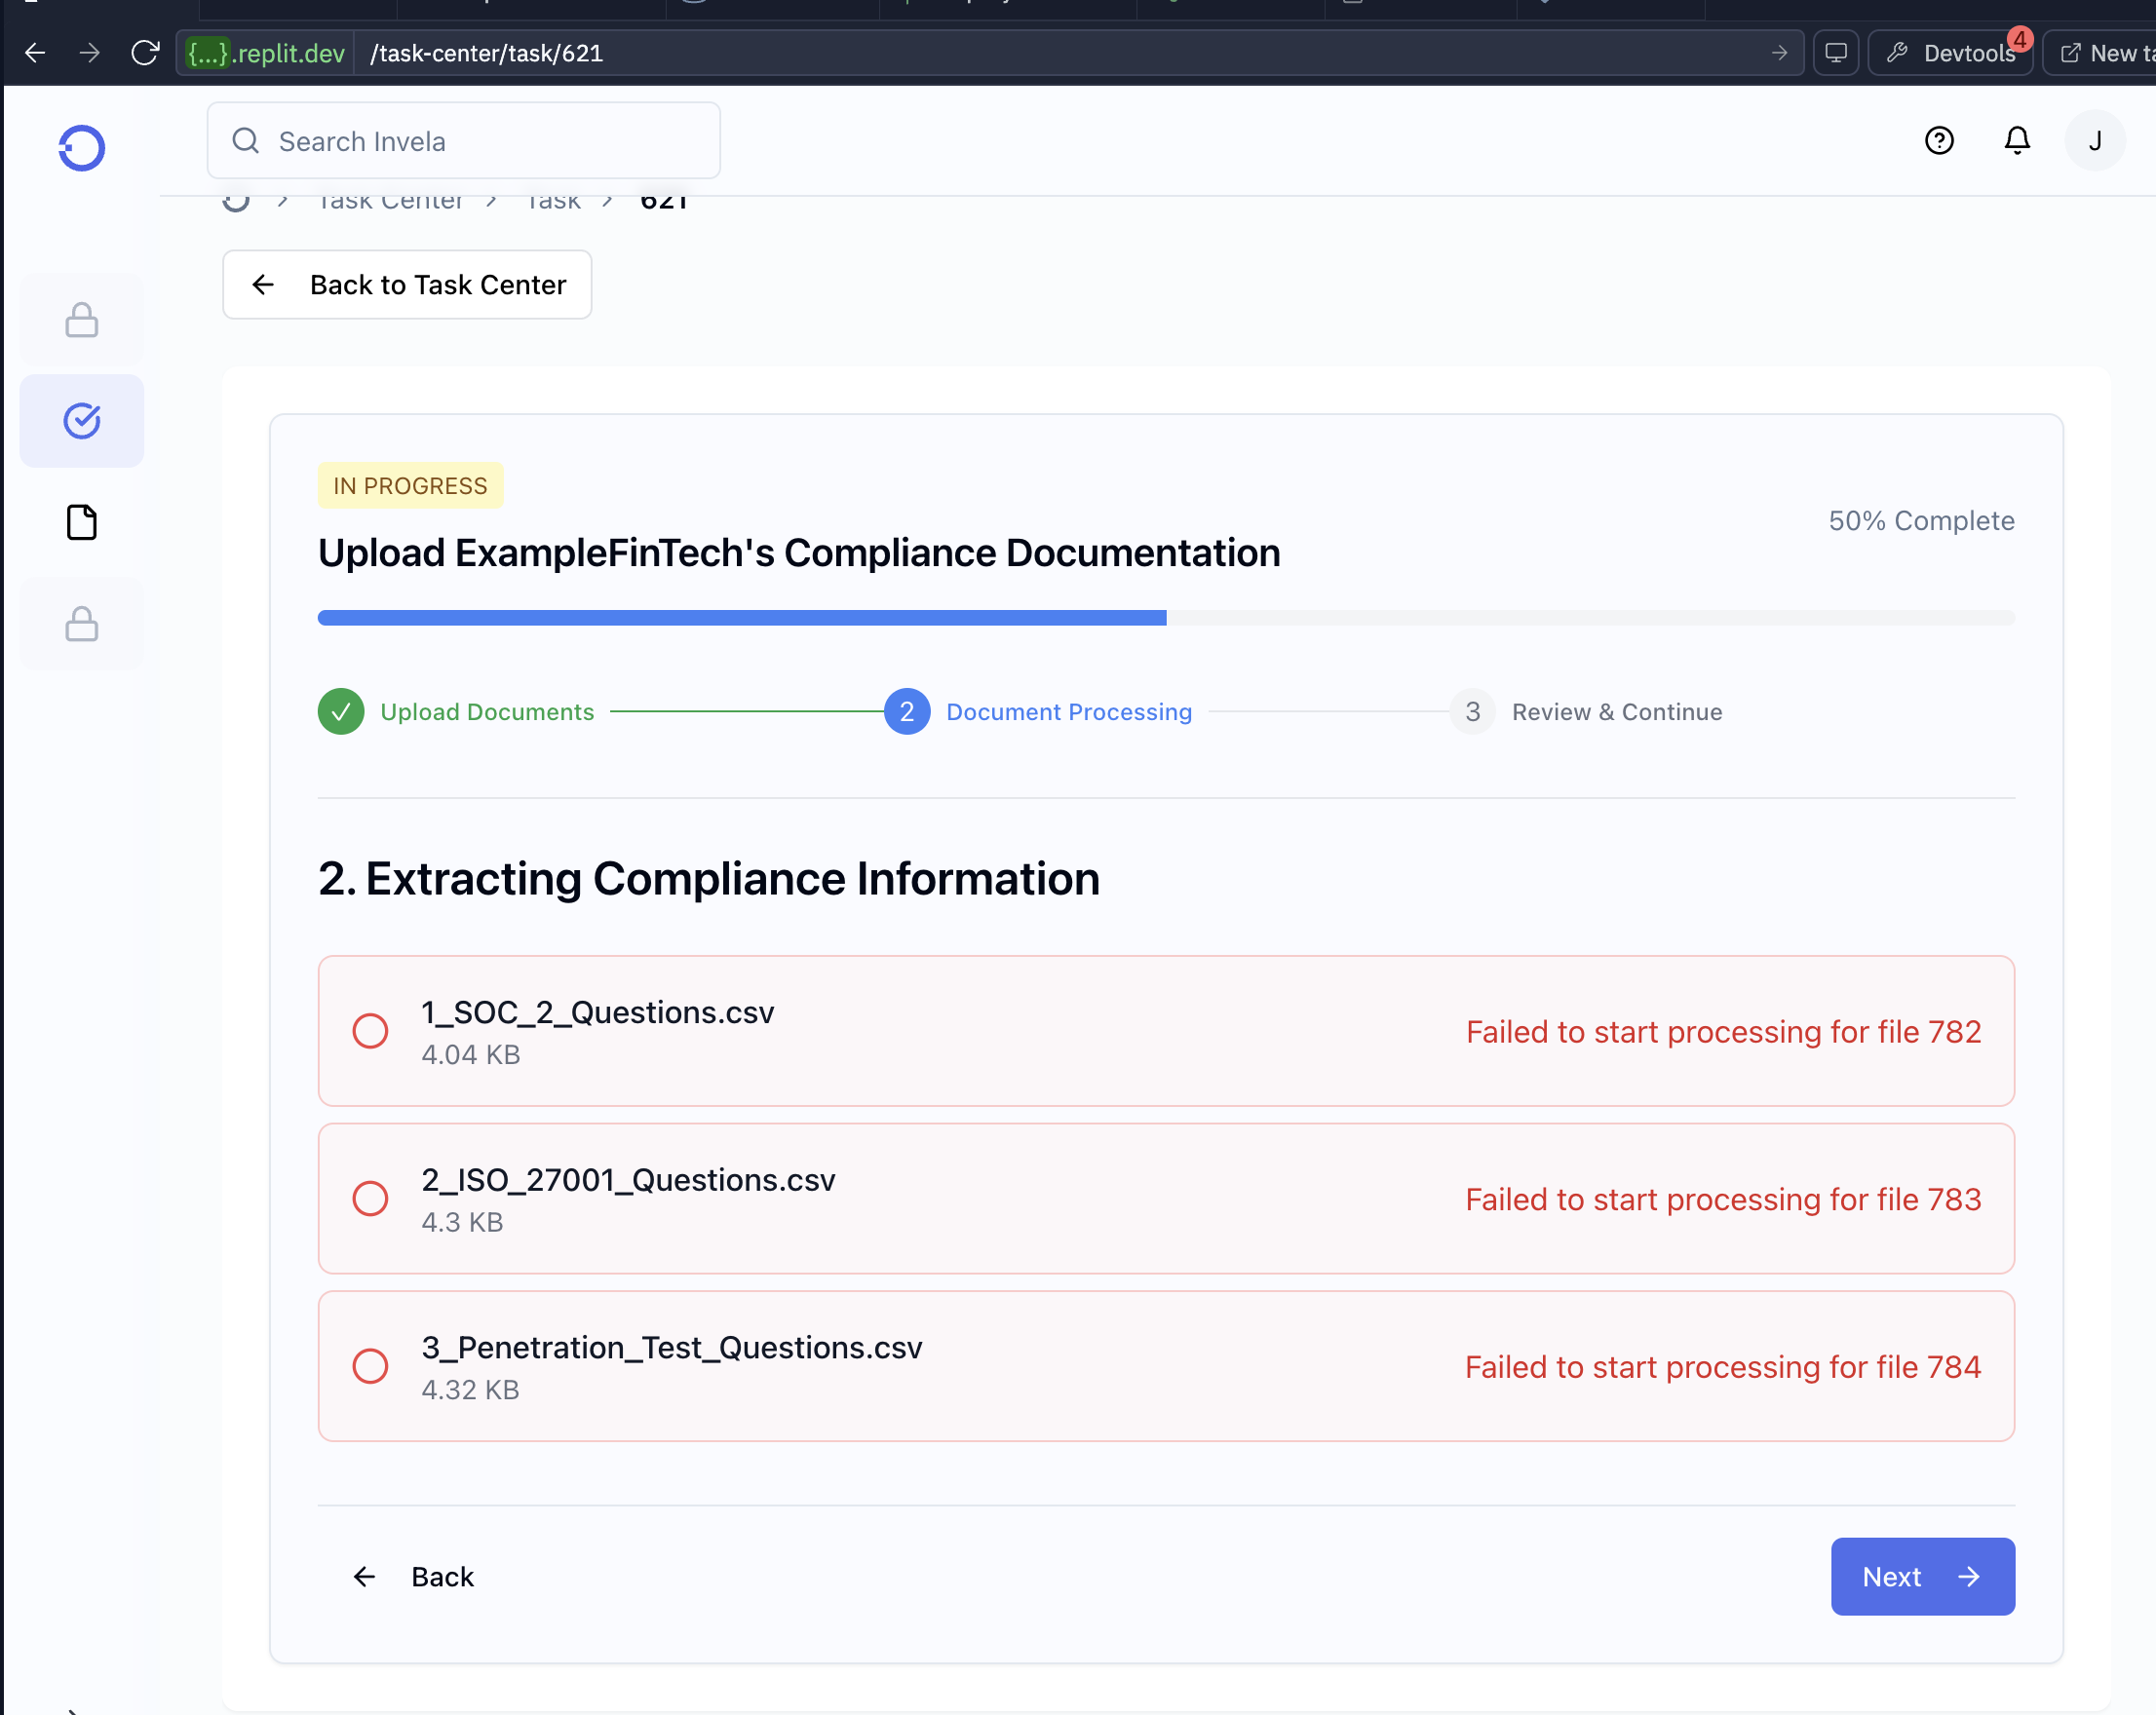 {...}.replit.dev /task-center/task/621 Devtools 4 New ta
Search Invela J
Task Center > Task > 621
Back to Task Center
IN PROGRESS
50% Complete
Upload ExampleFinTech's Compliance Documentation
Upload Documents 2 Document Processing 3 Review & Continue
2. Extracting Compliance Information
1_SOC_2_Questions.csv
4.04 KB
Failed to start processing for file 782
2_ISO_27001_Questions.csv
4.3 KB
Failed to start processing for file 783
3_Penetration_Test_Questions.csv
4.32 KB
Failed to start processing for file 784
Back
Next